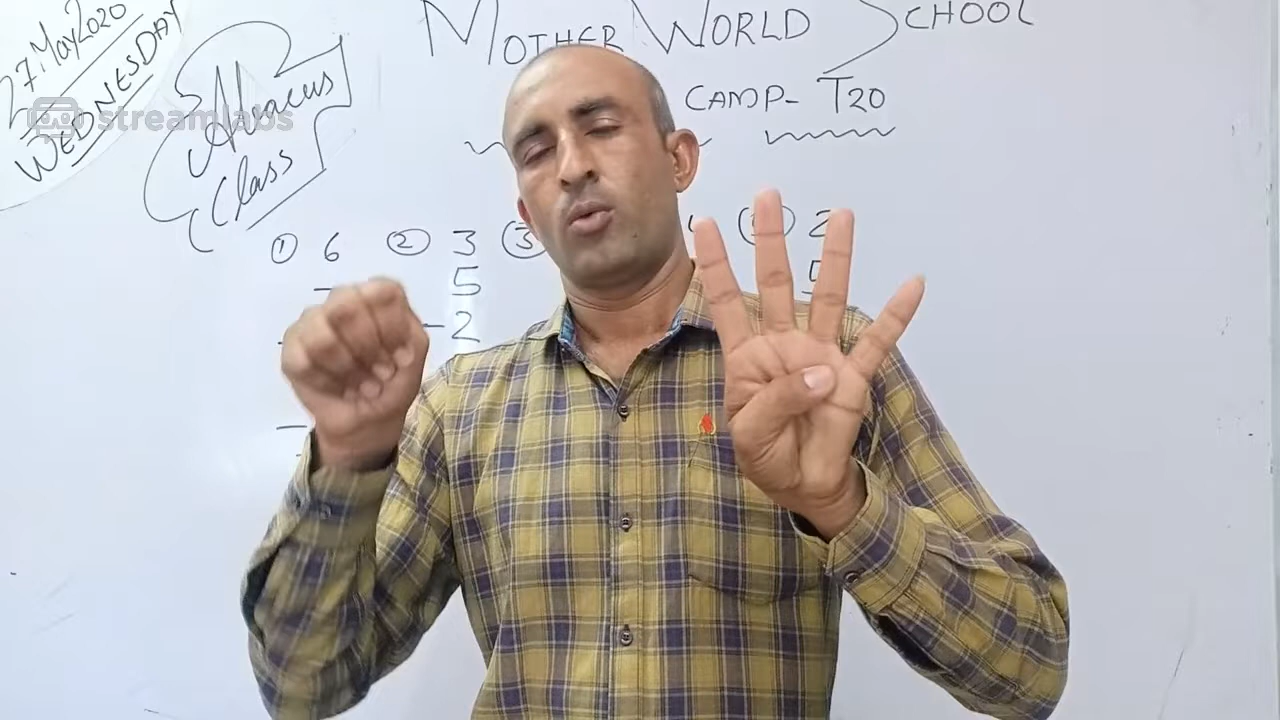 27 May 2020
WEDNESDAY
Abacus
Class
streamlabs
MOTHER WORLD SCHOOL
CAMP- T20
① 6 ② 3 ③ 2
5
-2